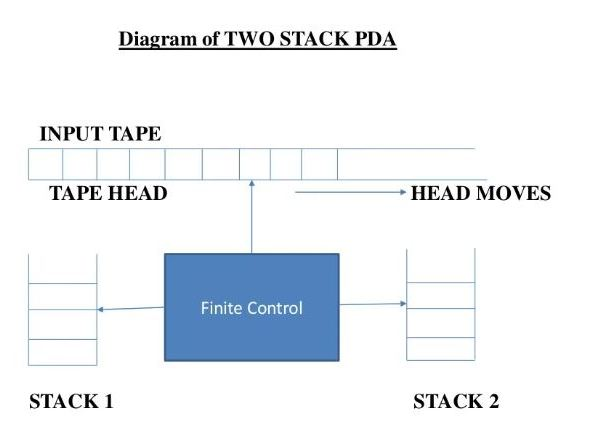 Diagram of TWO STACK PDA
INPUT TAPE
TAPE HEAD
HEAD MOVES
Finite Control
STACK 1
STACK 2